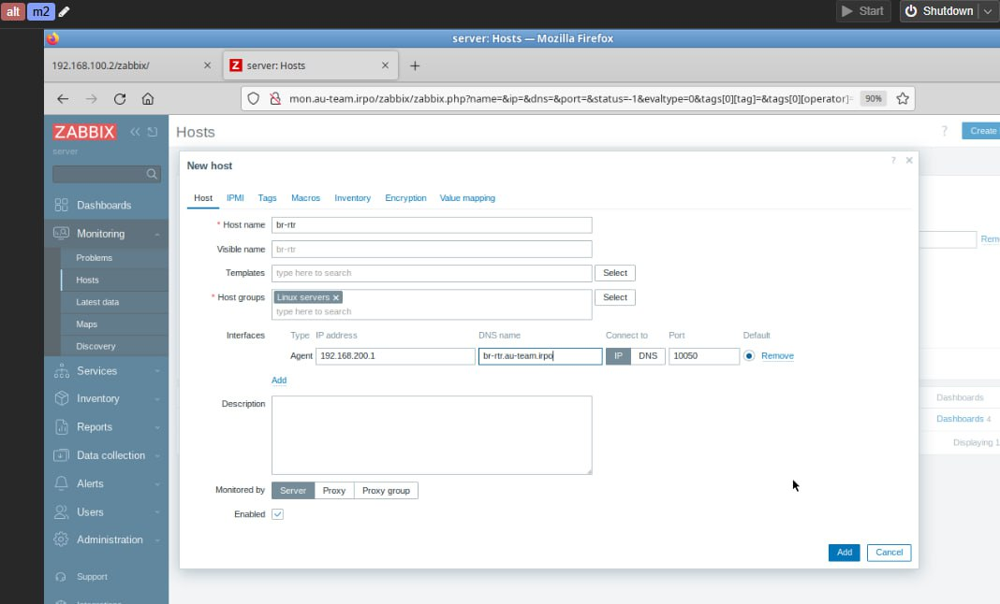 alt m2 Start Shutdown
server: Hosts — Mozilla Firefox
192.168.100.2/zabbix/ server: Hosts
mon.au-team.irpo/zabbix/zabbix.php?name=&ip=&dns=&port=&status=-1&evaltype=0&tags[0][tag]=&tags[0][operator]= 90%
ZABBIX
server
Hosts ? Create
Dashboards
Monitoring
Problems
Hosts
Latest data
Maps
Discovery
Services
Inventory
Reports
Data collection
Alerts
Users
Administration
Support
New host ?
Host IPMI Tags Macros Inventory Encryption Value mapping
* Host name br-rtr
Visible name br-rtr
Templates type here to search Select
* Host groups Linux servers Select
type here to search
Interfaces Type IP address DNS name Connect to Port Default
Agent 192.168.200.1 br-rtr.au-team.irpo IP DNS 10050 Remove
Add
Description
Monitored by Server Proxy Proxy group
Enabled
Add Cancel
Rem
Dashboards
Dashboards 4
Displaying 1